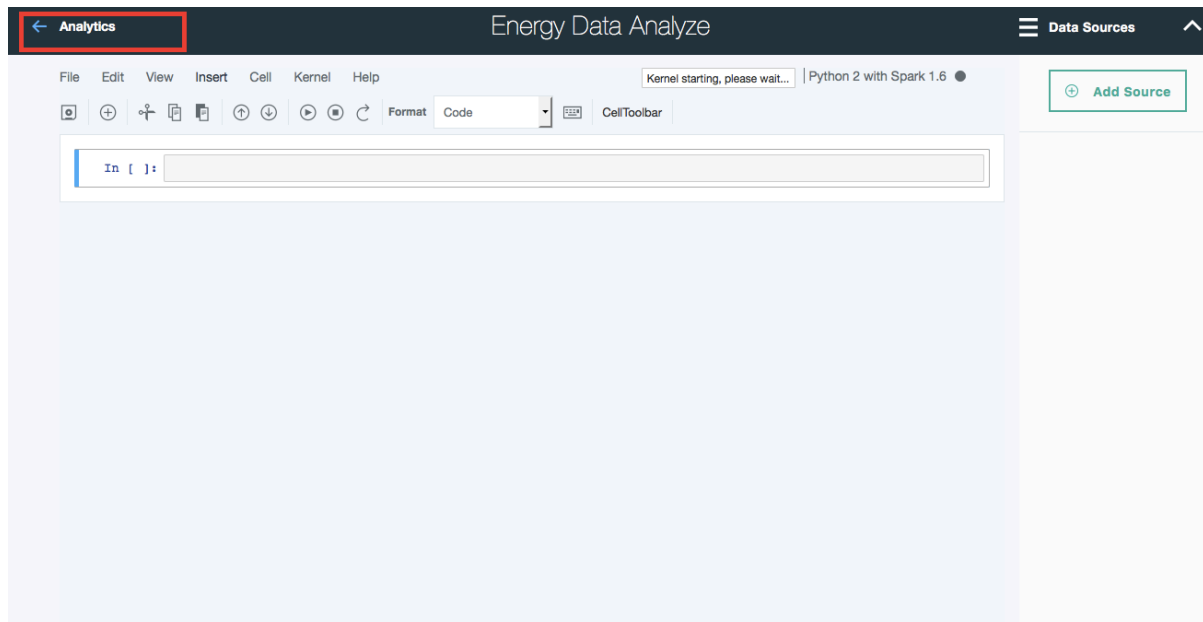 Analytics Energy Data Analyze Data Sources
File Edit View Insert Cell Kernel Help Kernel starting, please wait... |Python 2 with Spark 1.6
Add Source
Format Code CellToolbar
In [ ]: